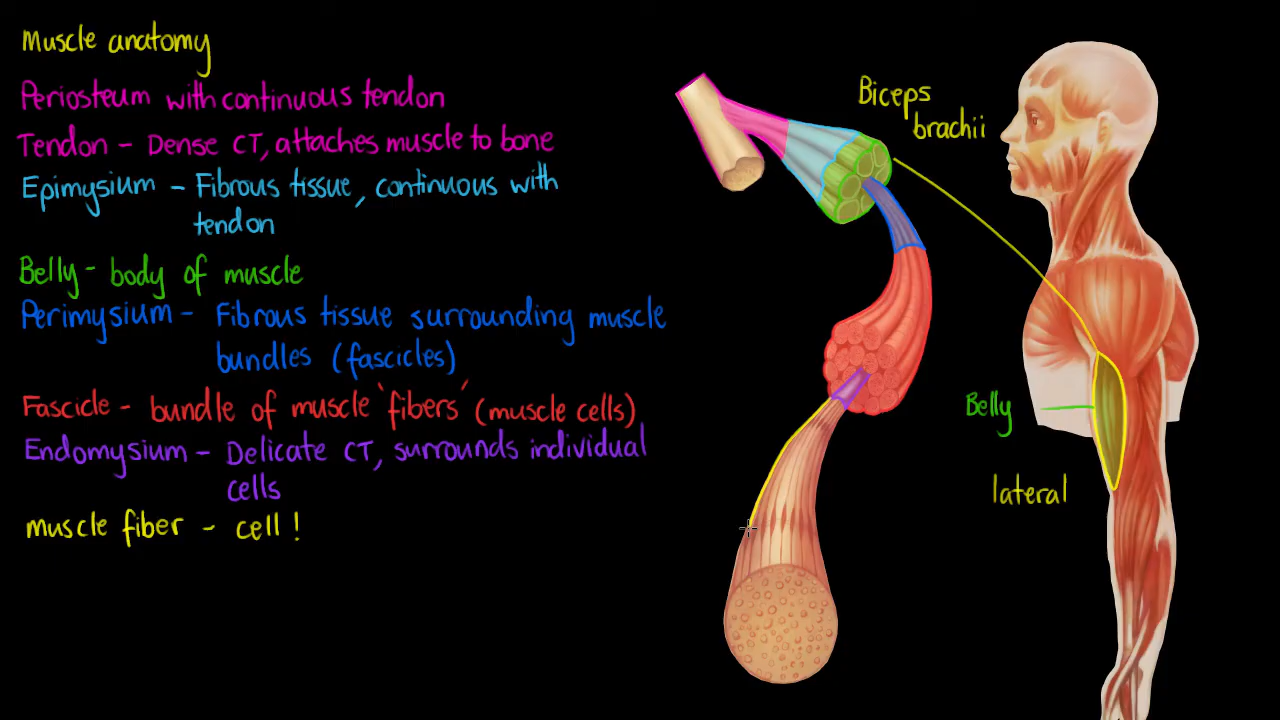 Muscle anatomy
Periosteum with continuous tendon
Tendon – Dense CT, attaches muscle to bone
Epimysium – Fibrous tissue, continuous with
tendon
Belly – body of muscle
Perimysium – Fibrous tissue surrounding muscle
bundles (fascicles)
Fascicle – bundle of muscle 'fibers' (muscle cells)
Endomysium – Delicate CT, surrounds individual
cells
muscle fiber – cell!
Biceps
brachii
Belly
lateral